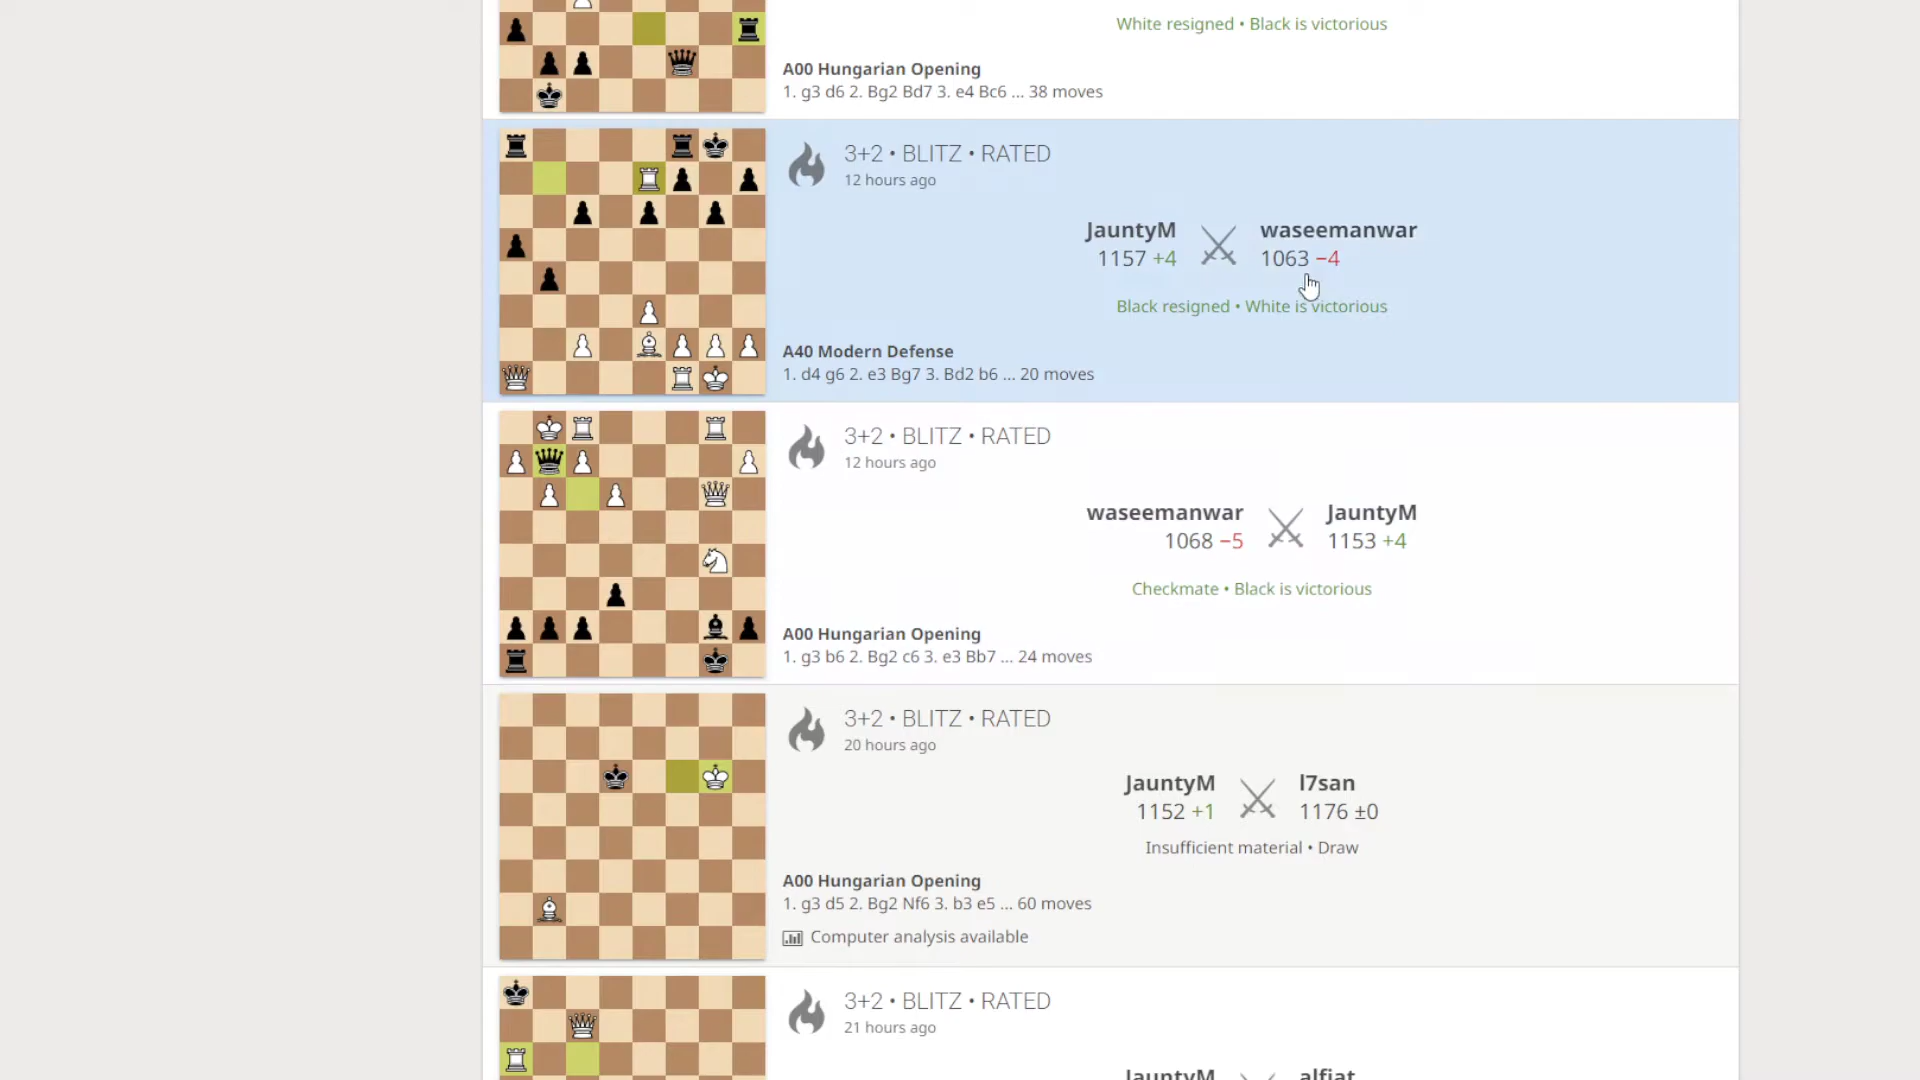 White resigned • Black is victorious
A00 Hungarian Opening
1. g3 d6 2. Bg2 Bd7 3. e4 Bc6 ... 38 moves
3+2 • BLITZ • RATED
12 hours ago
JauntyM waseemanwar
1157 +4 1063 −4
Black resigned • White is victorious
A40 Modern Defense
1. d4 g6 2. e3 Bg7 3. Bd2 b6 ... 20 moves
3+2 • BLITZ • RATED
12 hours ago
waseemanwar JauntyM
1068 −5 1153 +4
Checkmate • Black is victorious
A00 Hungarian Opening
1. g3 b6 2. Bg2 c6 3. e3 Bb7 ... 24 moves
3+2 • BLITZ • RATED
20 hours ago
JauntyM l7san
1152 +1 1176 ±0
Insufficient material • Draw
A00 Hungarian Opening
1. g3 d5 2. Bg2 Nf6 3. b3 e5 ... 60 moves
Computer analysis available
3+2 • BLITZ • RATED
21 hours ago
JauntyM alfiat